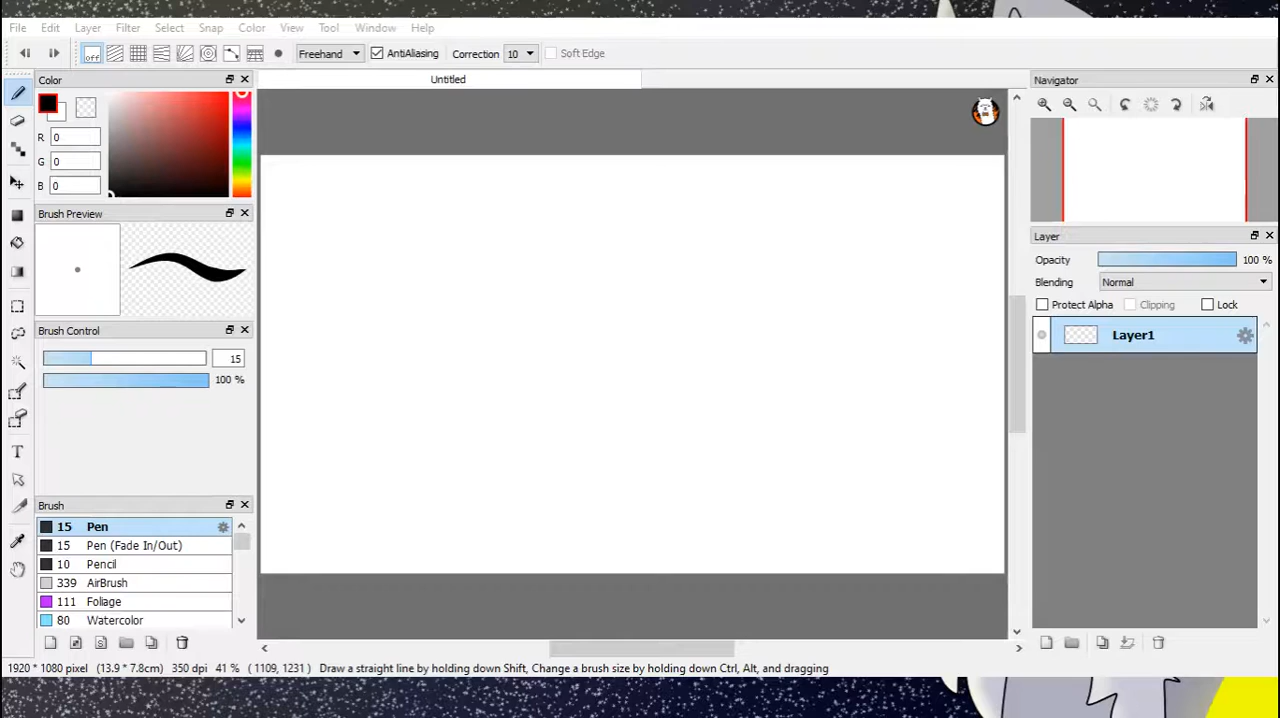 File Edit Layer Filter Select Snap Color View Tool Window Help
off Freehand AntiAliasing Correction 10 Soft Edge
Color
R 0
G 0
B 0
Brush Preview
Brush Control
15
100 %
Brush
15 Pen
15 Pen (Fade In/Out)
10 Pencil
339 AirBrush
111 Foliage
80 Watercolor
Untitled
Navigator
Layer
Opacity 100 %
Blending Normal
Protect Alpha Clipping Lock
Layer1
T
1920 * 1080 pixel (13.9 * 7.8cm) 350 dpi 41 % ( 1109, 1231 ) Draw a straight line by holding down Shift, Change a brush size by holding down Ctrl, Alt, and dragging